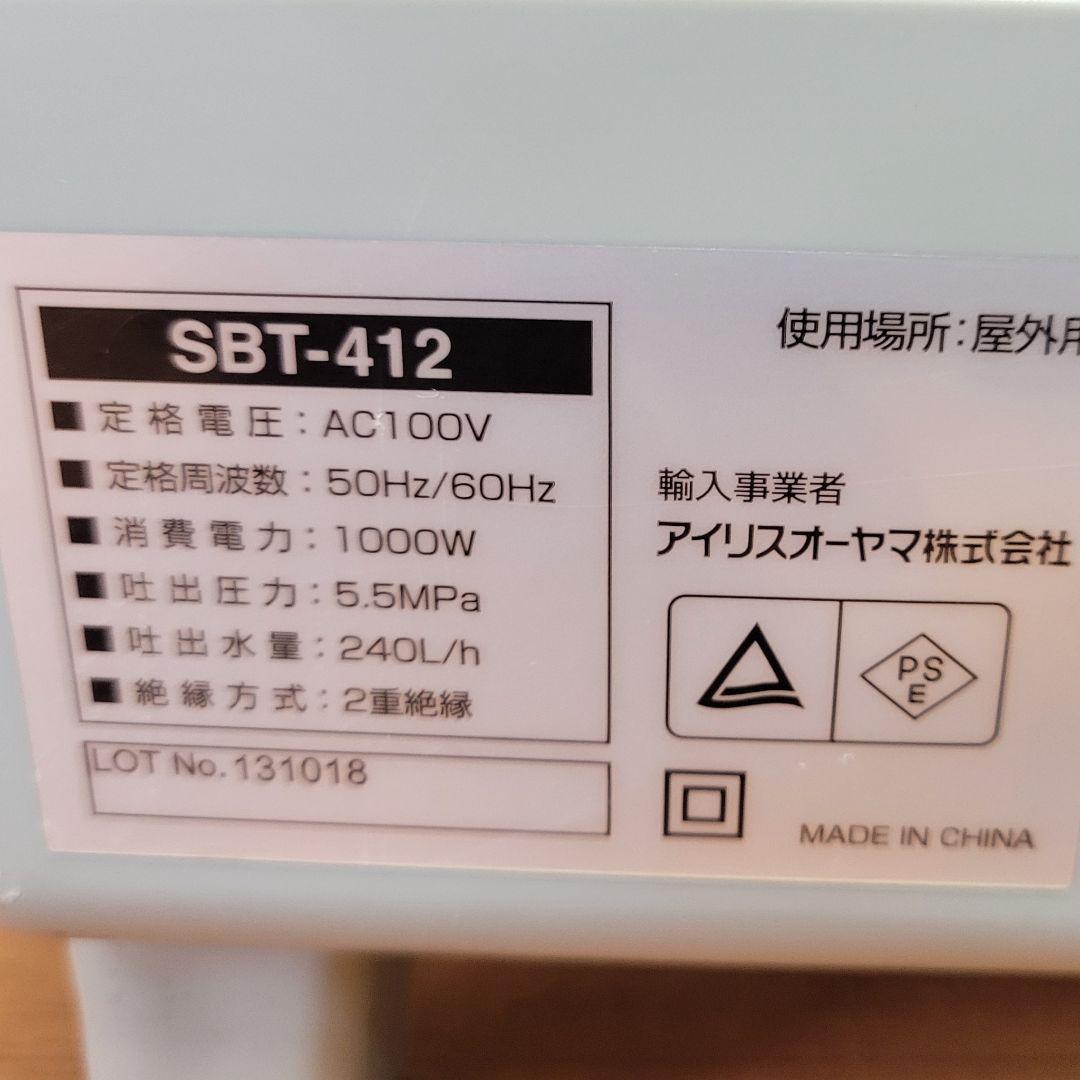 SBT-412
■定格電圧：AC100V
■定格周波数：50Hz/60Hz
■消費電力：1000W
■吐出圧力：5.5MPa
■吐出水量：240L/h
■絶縁方式：2重絶縁
LOT No.131018
使用場所：屋外用
輸入事業者
アイリスオーヤマ株式会社
PS
E
MADE IN CHINA